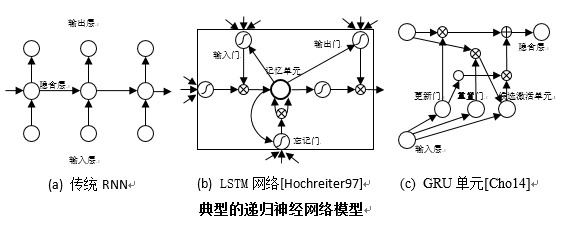 输出层
隐含层
输入层
输入门
输出门
记忆单元
忘记门
隐含层
更新门
重置门
候选激活单元
输入层
(a) 传统 RNN
(b) LSTM 网络[Hochreiter97]
(c) GRU 单元[Cho14]
典型的递归神经网络模型